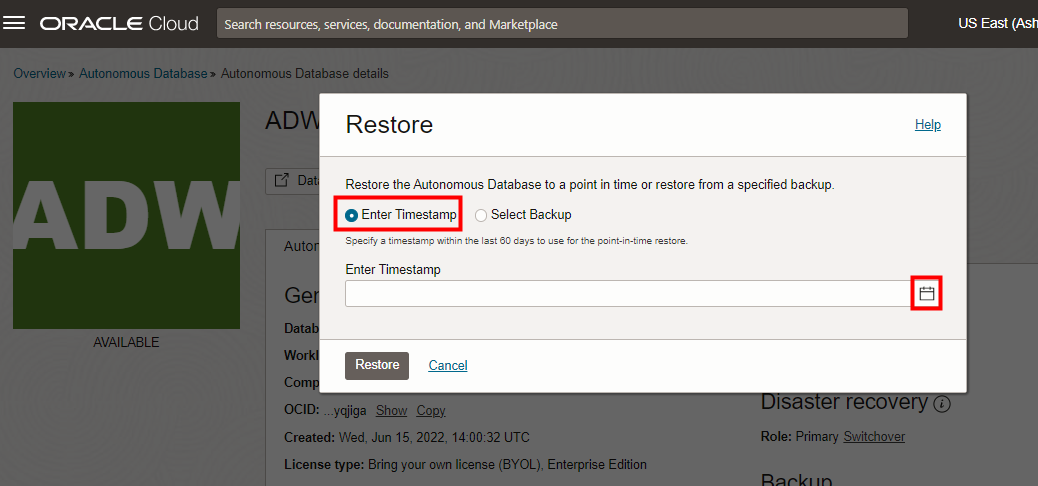 ORACLE Cloud
Search resources, services, documentation, and Marketplace
US East (Ash
Overview » Autonomous Database » Autonomous Database details
ADW
ADW
AVAILABLE
Restore
Help
Restore the Autonomous Database to a point in time or restore from a specified backup.
Enter Timestamp
Select Backup
Specify a timestamp within the last 60 days to use for the point-in-time restore.
Enter Timestamp
Restore
Cancel
Data
Auton
Gen
Datab
Workl
Comp
OCID: ...yqjiga Show Copy
Created: Wed, Jun 15, 2022, 14:00:32 UTC
License type: Bring your own license (BYOL), Enterprise Edition
Disaster recovery
Role: Primary Switchover
Backup